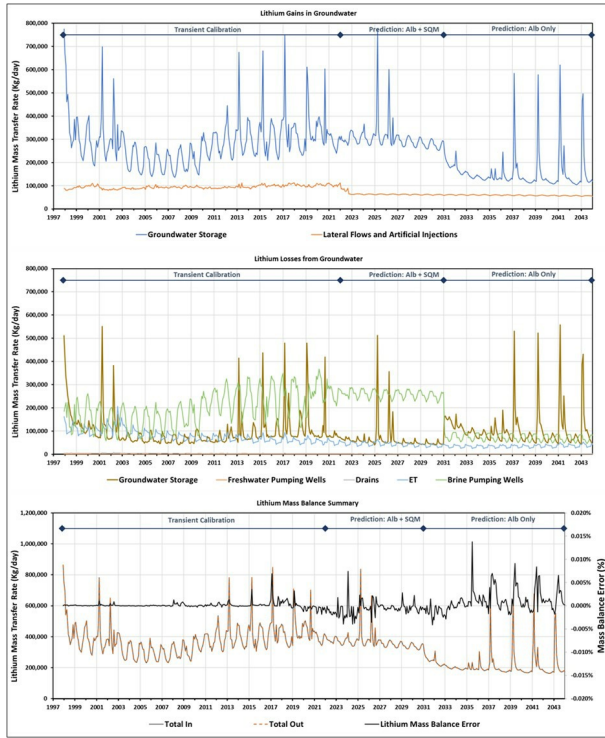 Lithium Gains in Groundwater
Transient Calibration
Prediction: Alb + SQM
Prediction: Alb Only
Lithium Mass Transfer Rate (Kg/day)
800,000
700,000
600,000
500,000
400,000
300,000
200,000
100,000
0
1997 1999 2001 2003 2005 2007 2009 2011 2013 2015 2017 2019 2021 2023 2025 2027 2029 2031 2033 2035 2037 2039 2041 2043
Groundwater Storage
Lateral Flows and Artificial Injections
Lithium Losses from Groundwater
Transient Calibration
Prediction: Alb + SQM
Prediction: Alb Only
Lithium Mass Transfer Rate (Kg/day)
800,000
700,000
600,000
500,000
400,000
300,000
200,000
100,000
0
1997 1999 2001 2003 2005 2007 2009 2011 2013 2015 2017 2019 2021 2023 2025 2027 2029 2031 2033 2035 2037 2039 2041 2043
Groundwater Storage
Freshwater Pumping Wells
Drains
ET
Brine Pumping Wells
Lithium Mass Balance Summary
Transient Calibration
Prediction: Alb + SQM
Prediction: Alb Only
Lithium Mass Transfer Rate (Kg/day)
1,200,000
1,000,000
800,000
600,000
400,000
200,000
0
0.020%
0.015%
0.010%
0.005%
0.000%
-0.005%
-0.010%
-0.015%
-0.020%
Mass Balance Error (%)
1997 1999 2001 2003 2005 2007 2009 2011 2013 2015 2017 2019 2021 2023 2025 2027 2029 2031 2033 2035 2037 2039 2041 2043
Total In
Total Out
Lithium Mass Balance Error